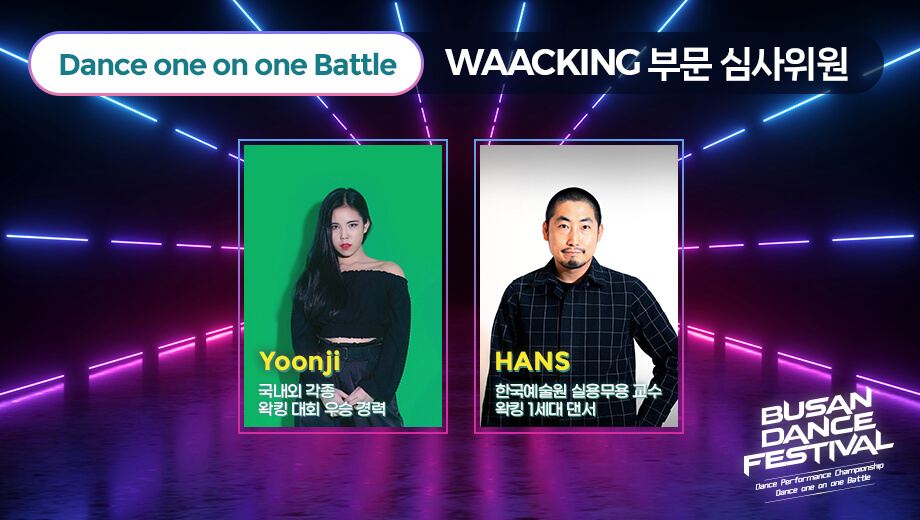 Dance one on one Battle
WAACKING 부문 심사위원
Yoonji
국내외 각종
왁킹 대회 우승 경력
HANS
한국예술원 실용무용 교수
왁킹 1세대 댄서
BUSAN
DANCE
FESTIVAL
Dance Performance Championship
Dance one on one Battle